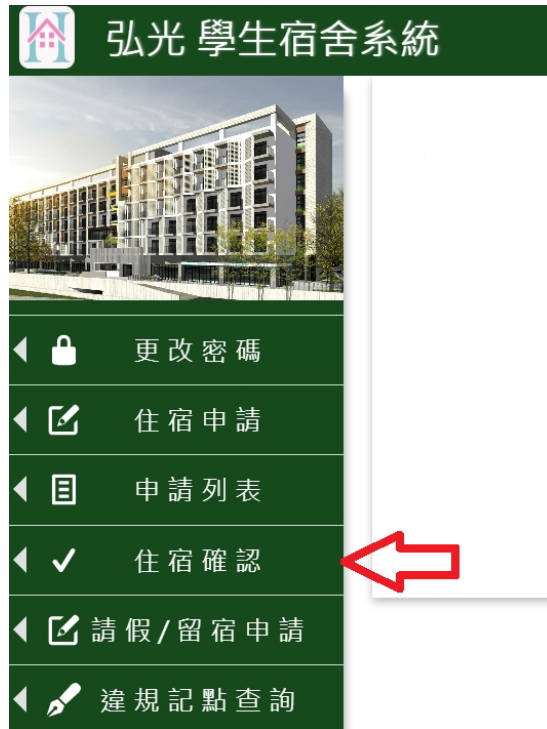 弘光 學生宿舍系統
更改密碼
住宿申請
申請列表
住宿確認
請假/留宿申請
違規記點查詢